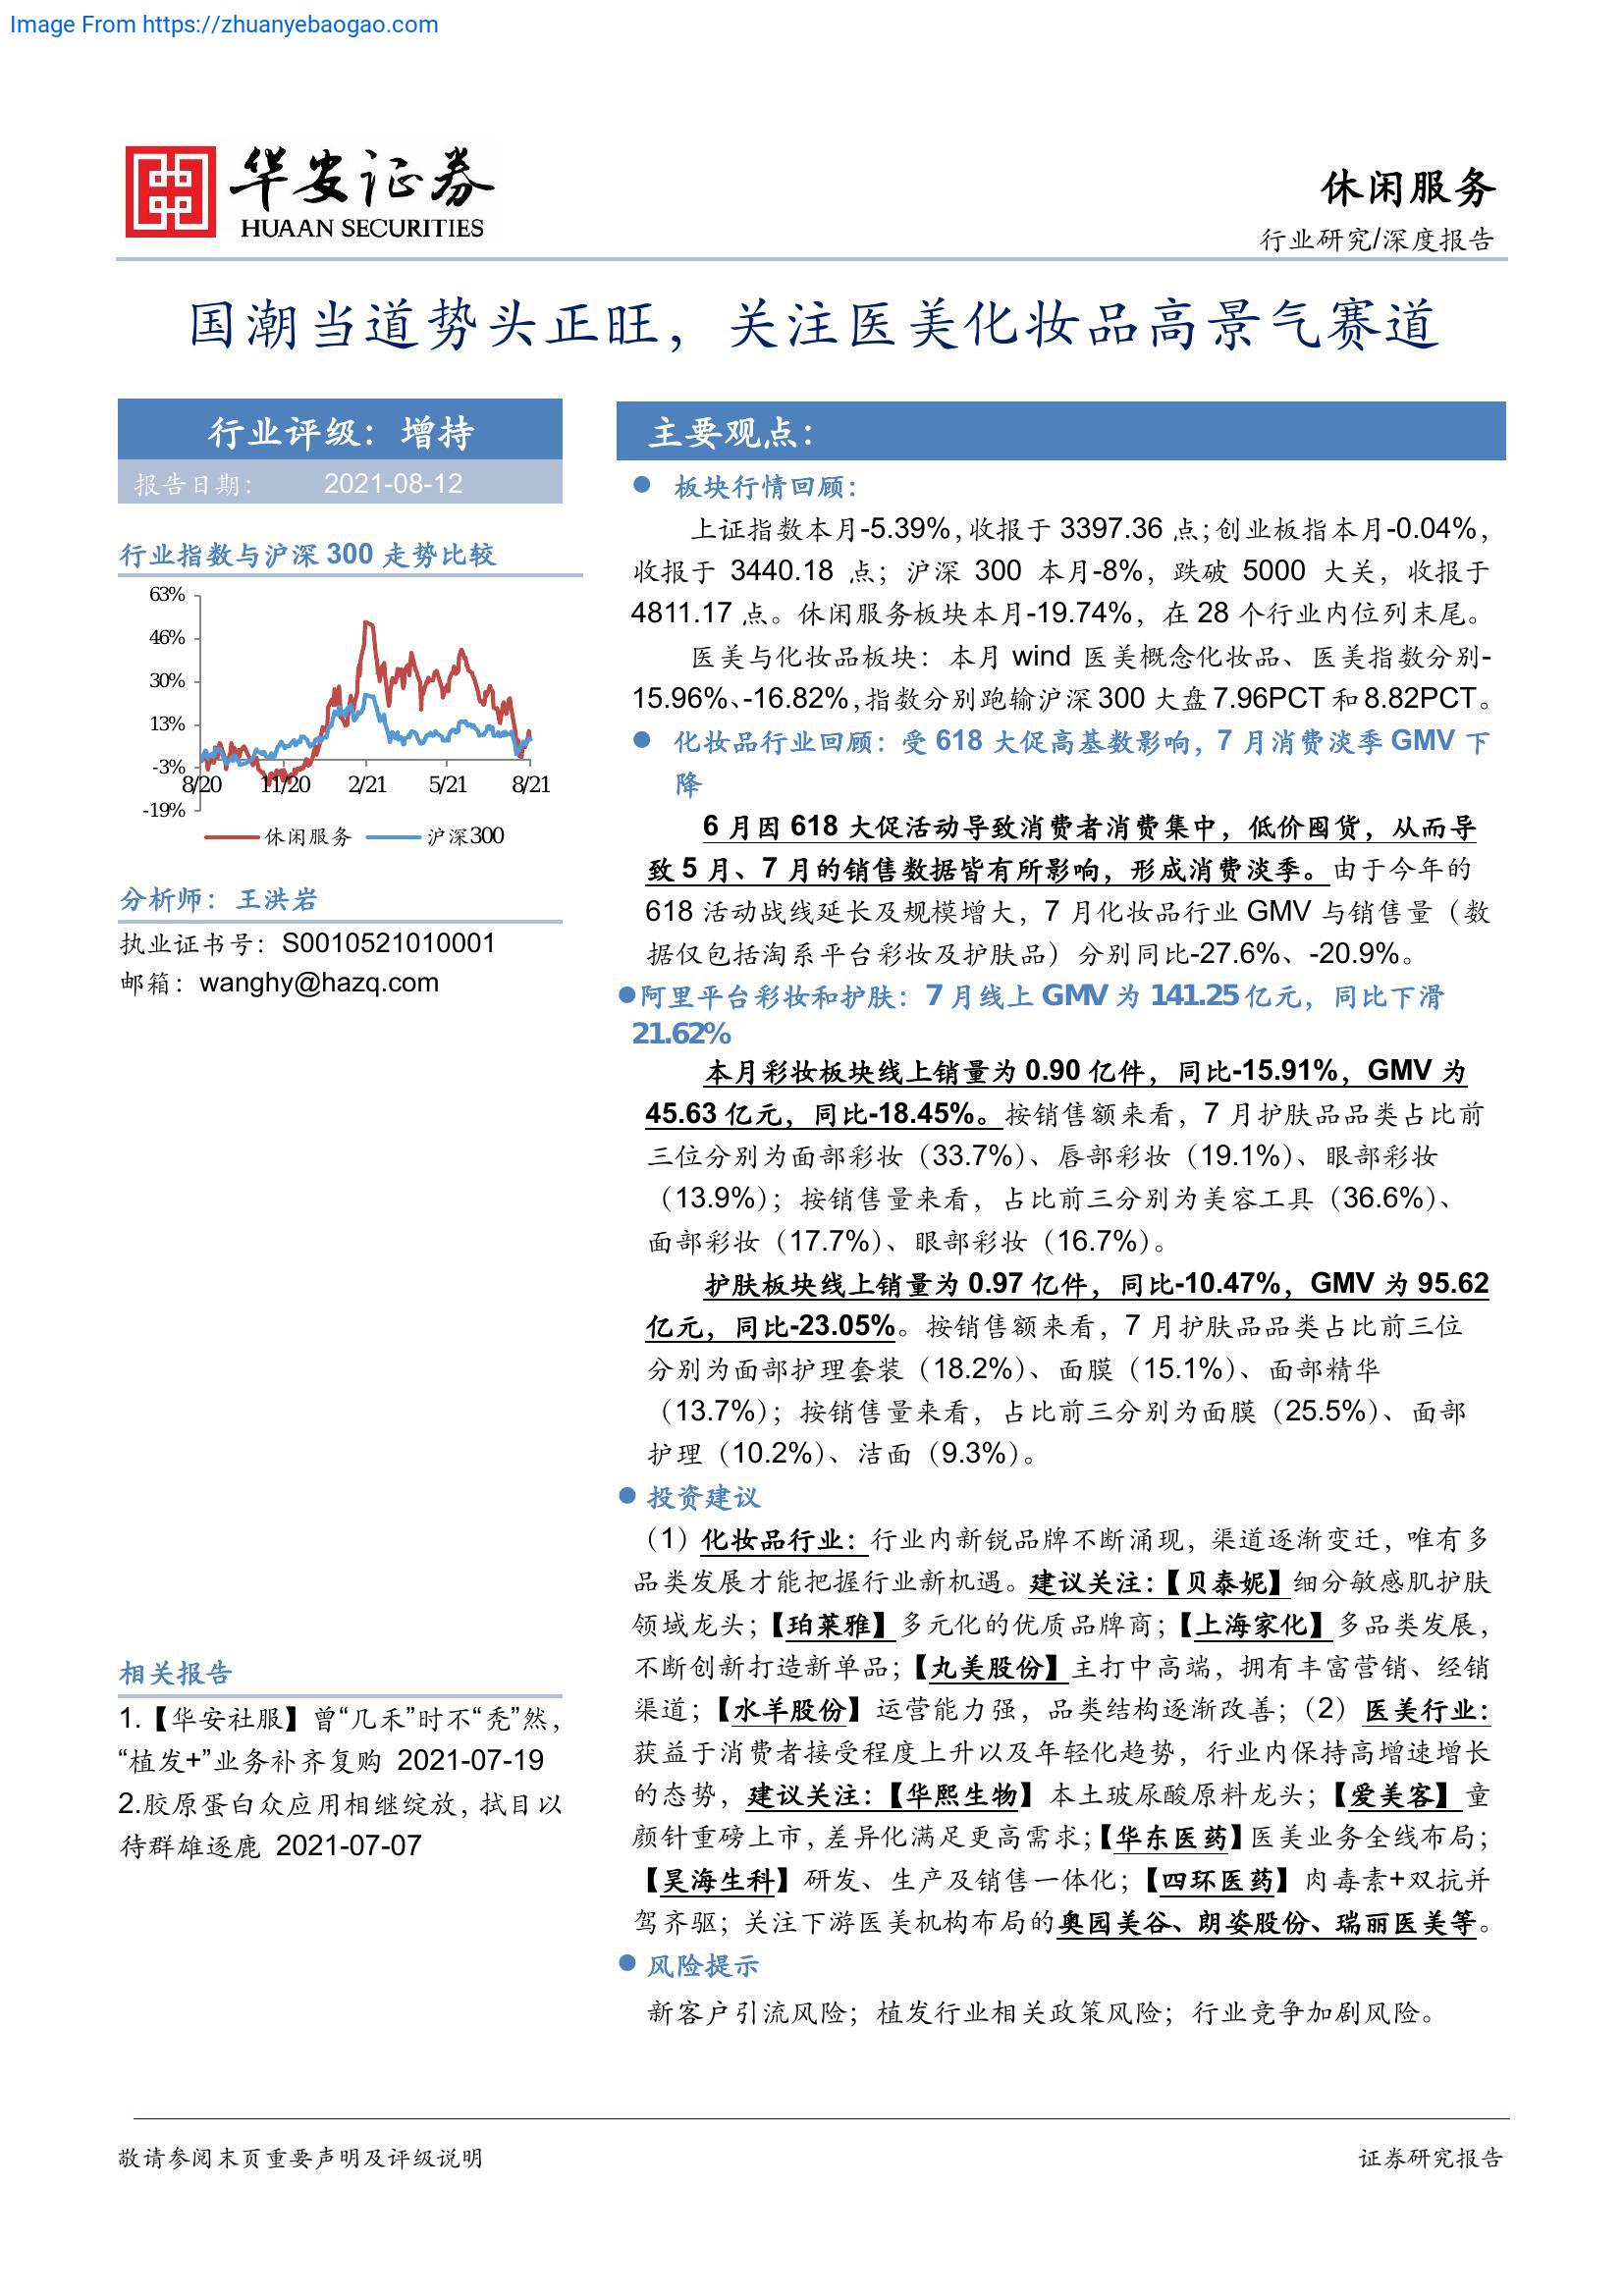 Image From https://zhuanyebaogao.com
华安证券
HUAAN SECURITIES
休闲服务
行业研究/深度报告
国潮当道势头正旺，关注医美化妆品高景气赛道
行业评级：增持
报告日期： 2021-08-12
行业指数与沪深 300 走势比较
63%
46%
30%
13%
-3%
-19%
8/20 11/20 2/21 5/21 8/21
休闲服务 沪深300
分析师：王洪岩
执业证书号：S0010521010001
邮箱：wanghy@hazq.com
相关报告
1.【华安社服】曾“几禾”时不“秃”然，
“植发+”业务补齐复购 2021-07-19
2.胶原蛋白众应用相继绽放，拭目以
待群雄逐鹿 2021-07-07
主要观点：
● 板块行情回顾：
上证指数本月-5.39%，收报于 3397.36 点；创业板指本月-0.04%，
收报于 3440.18 点；沪深 300 本月-8%，跌破 5000 大关，收报于
4811.17 点。休闲服务板块本月-19.74%，在 28 个行业内位列末尾。
医美与化妆品板块：本月 wind 医美概念化妆品、医美指数分别-
15.96%、-16.82%，指数分别跑输沪深 300 大盘 7.96PCT 和 8.82PCT。
● 化妆品行业回顾：受 618 大促高基数影响，7 月消费淡季 GMV 下
降
6 月因 618 大促活动导致消费者消费集中，低价囤货，从而导
致 5 月、7 月的销售数据皆有所影响，形成消费淡季。由于今年的
618 活动战线延长及规模增大，7 月化妆品行业 GMV 与销售量（数
据仅包括淘系平台彩妆及护肤品）分别同比-27.6%、-20.9%。
●阿里平台彩妆和护肤：7 月线上 GMV 为 141.25 亿元，同比下滑
21.62%
本月彩妆板块线上销量为 0.90 亿件，同比-15.91%，GMV 为
45.63 亿元，同比-18.45%。按销售额来看，7 月护肤品品类占比前
三位分别为面部彩妆（33.7%）、唇部彩妆（19.1%）、眼部彩妆
（13.9%）；按销售量来看，占比前三分别为美容工具（36.6%）、
面部彩妆（17.7%）、眼部彩妆（16.7%）。
护肤板块线上销量为 0.97 亿件，同比-10.47%，GMV 为 95.62
亿元，同比-23.05%。按销售额来看，7 月护肤品品类占比前三位
分别为面部护理套装（18.2%）、面膜（15.1%）、面部精华
（13.7%）；按销售量来看，占比前三分别为面膜（25.5%）、面部
护理（10.2%）、洁面（9.3%）。
● 投资建议
（1）化妆品行业：行业内新锐品牌不断涌现，渠道逐渐变迁，唯有多
品类发展才能把握行业新机遇。建议关注：【贝泰妮】细分敏感肌护肤
领域龙头；【珀莱雅】多元化的优质品牌商；【上海家化】多品类发展，
不断创新打造新单品；【丸美股份】主打中高端，拥有丰富营销、经销
渠道；【水羊股份】运营能力强，品类结构逐渐改善；（2）医美行业：
获益于消费者接受程度上升以及年轻化趋势，行业内保持高增速增长
的态势，建议关注：【华熙生物】本土玻尿酸原料龙头；【爱美客】童
颜针重磅上市，差异化满足更高需求；【华东医药】医美业务全线布局；
【昊海生科】研发、生产及销售一体化；【四环医药】肉毒素+双抗并
驾齐驱；关注下游医美机构布局的奥园美谷、朗姿股份、瑞丽医美等。
● 风险提示
新客户引流风险；植发行业相关政策风险；行业竞争加剧风险。
敬请参阅末页重要声明及评级说明
证券研究报告